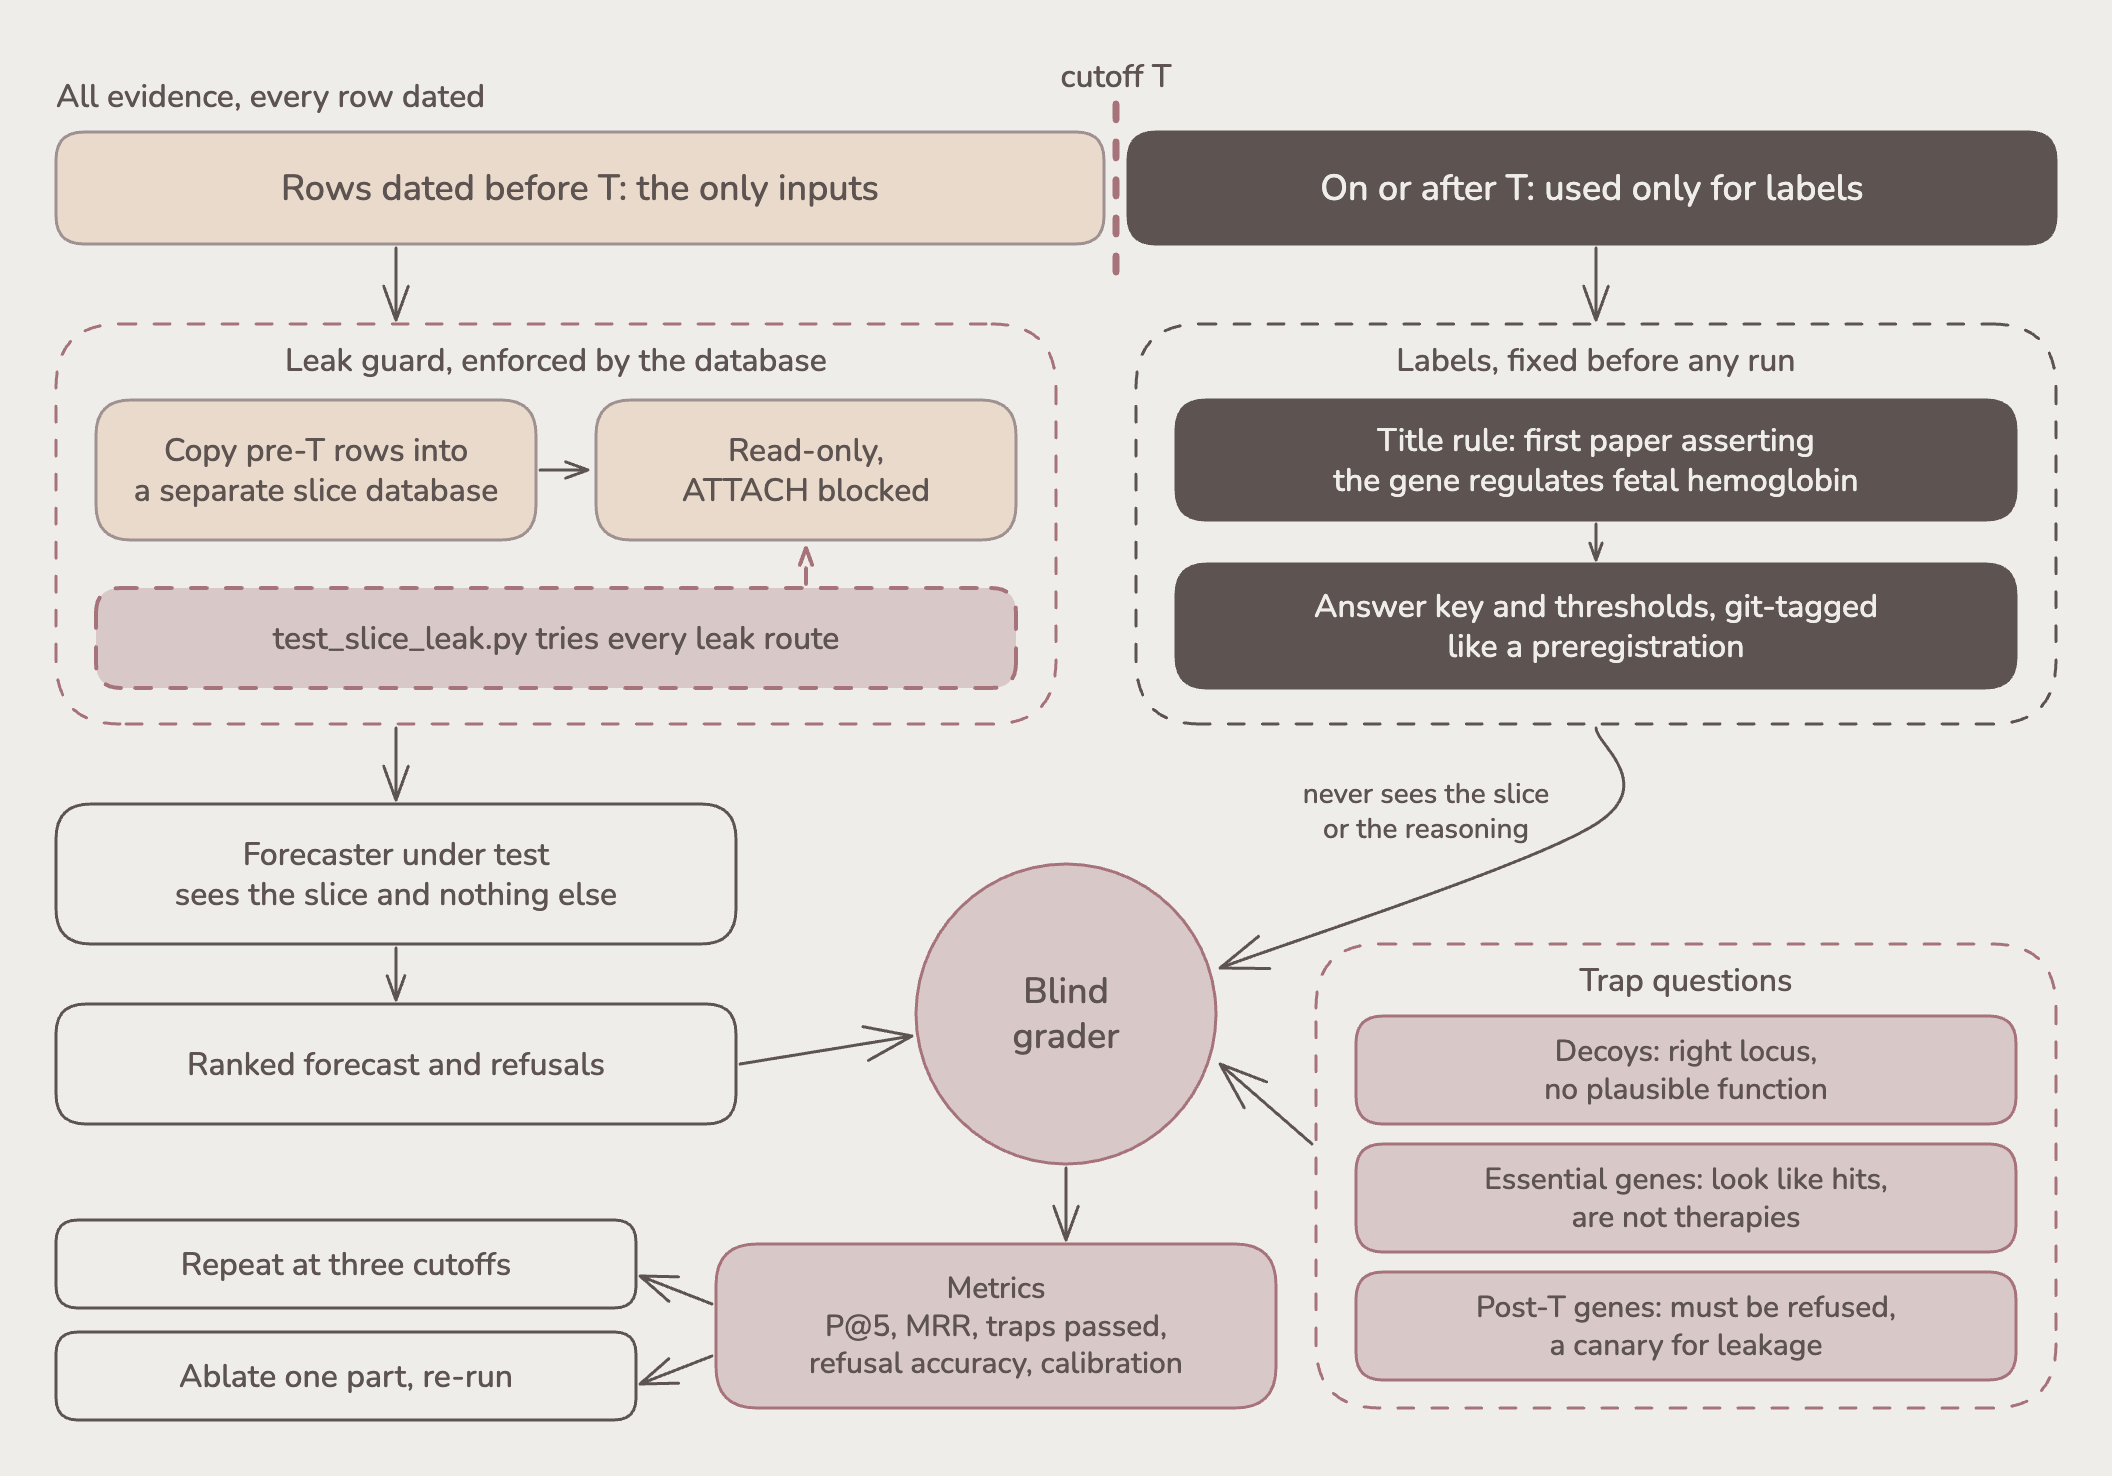 cutoff T
All evidence, every row dated
Rows dated before T: the only inputs
On or after T: used only for labels
Leak guard, enforced by the database
Copy pre-T rows into
a separate slice database
Read-only,
ATTACH blocked
test_slice_leak.py tries every leak route
Labels, fixed before any run
Title rule: first paper asserting
the gene regulates fetal hemoglobin
Answer key and thresholds, git-tagged
like a preregistration
never sees the slice
or the reasoning
Forecaster under test
sees the slice and nothing else
Ranked forecast and refusals
Blind
grader
Trap questions
Decoys: right locus,
no plausible function
Essential genes: look like hits,
are not therapies
Post-T genes: must be refused,
a canary for leakage
Metrics
P@5, MRR, traps passed,
refusal accuracy, calibration
Repeat at three cutoffs
Ablate one part, re-run